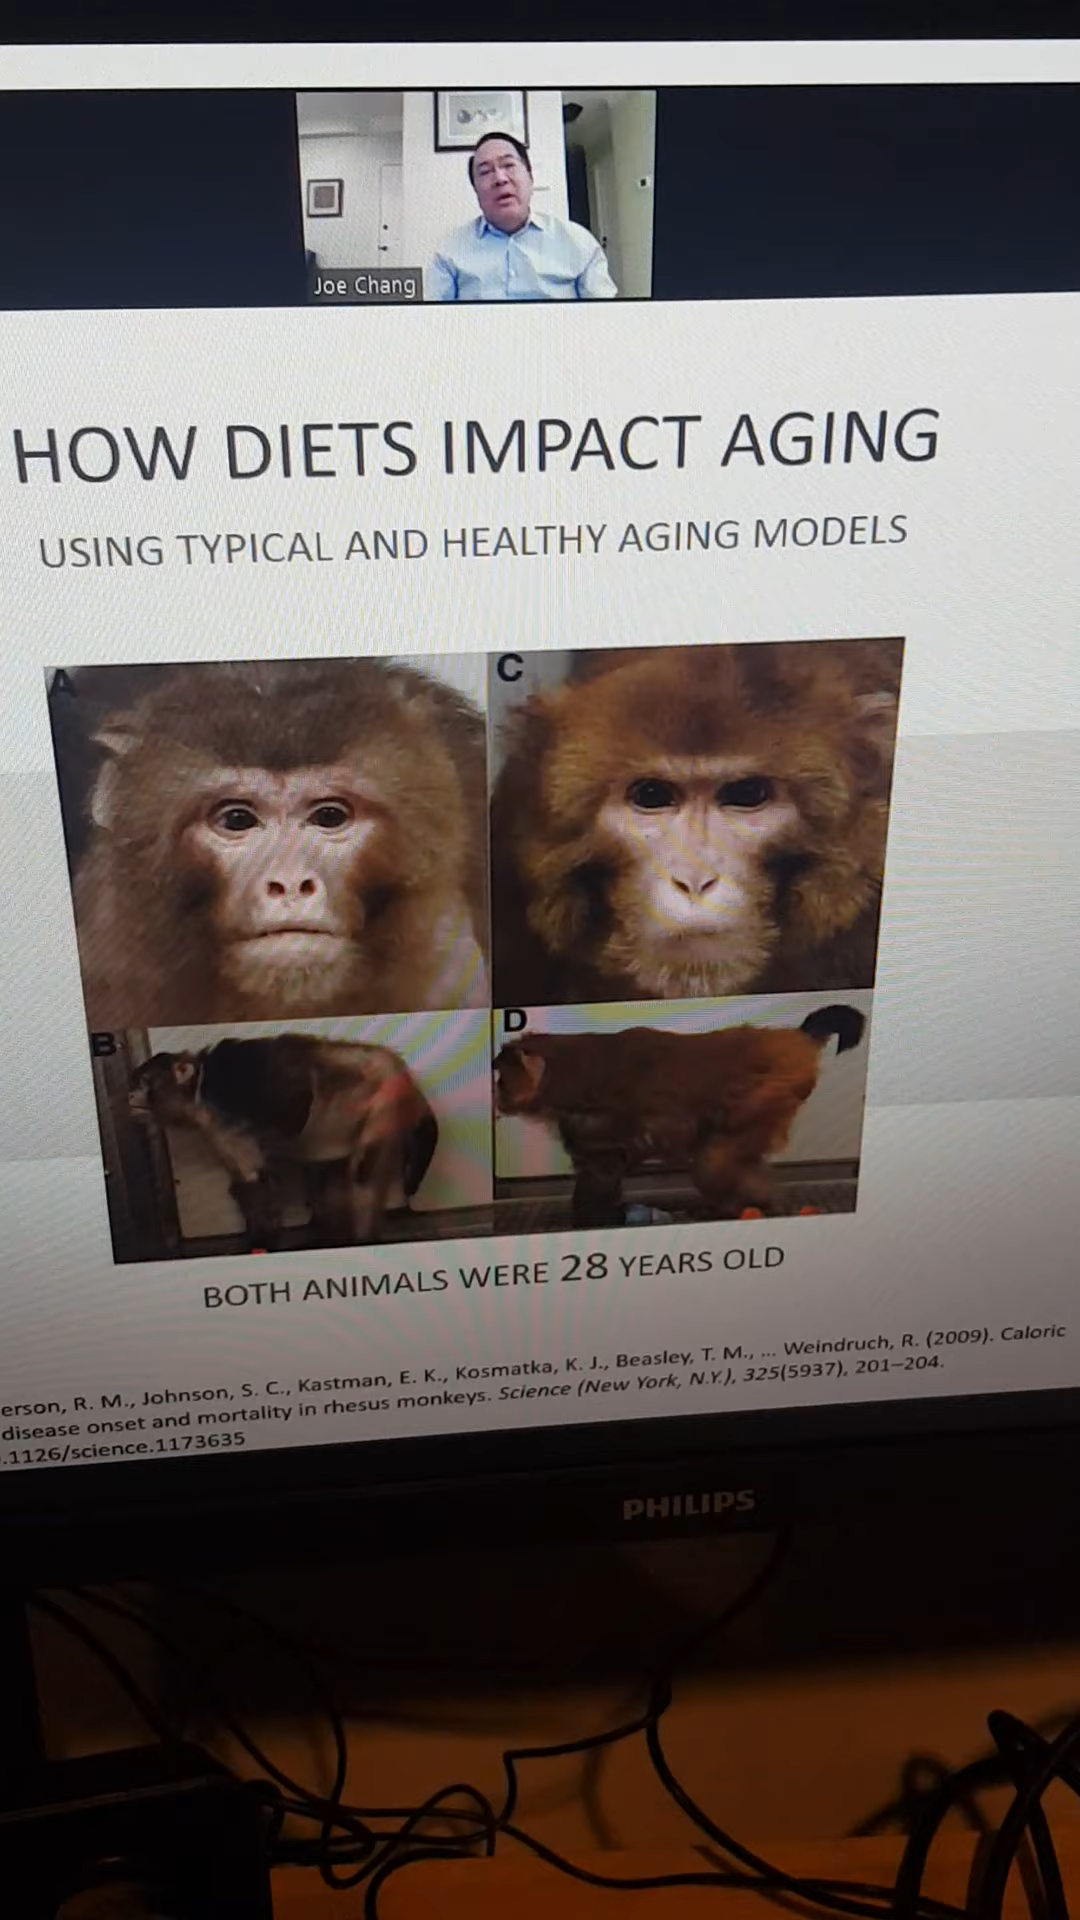 Joe Chang
HOW DIETS IMPACT AGING
USING TYPICAL AND HEALTHY AGING MODELS
A
C
B
D
BOTH ANIMALS WERE 28 YEARS OLD
erson, R. M., Johnson, S. C., Kastman, E. K., Kosmatka, K. J., Beasley, T. M., ... Weindruch, R. (2009). Caloric
disease onset and mortality in rhesus monkeys. Science (New York, N.Y.), 325(5937), 201–204.
.1126/science.1173635
PHILIPS